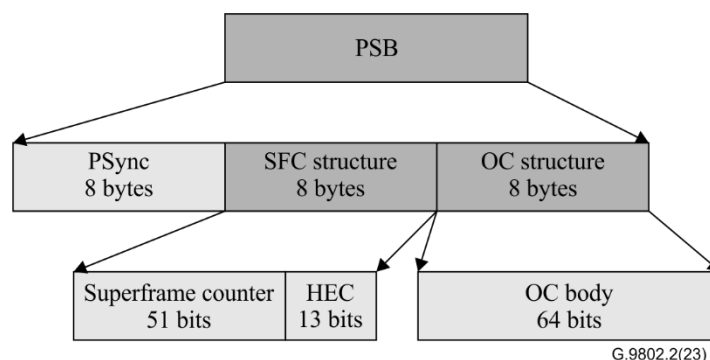 PSB
PSync
8 bytes
SFC structure
8 bytes
OC structure
8 bytes
Superframe counter
51 bits
HEC
13 bits
OC body
64 bits
G.9802.2(23)